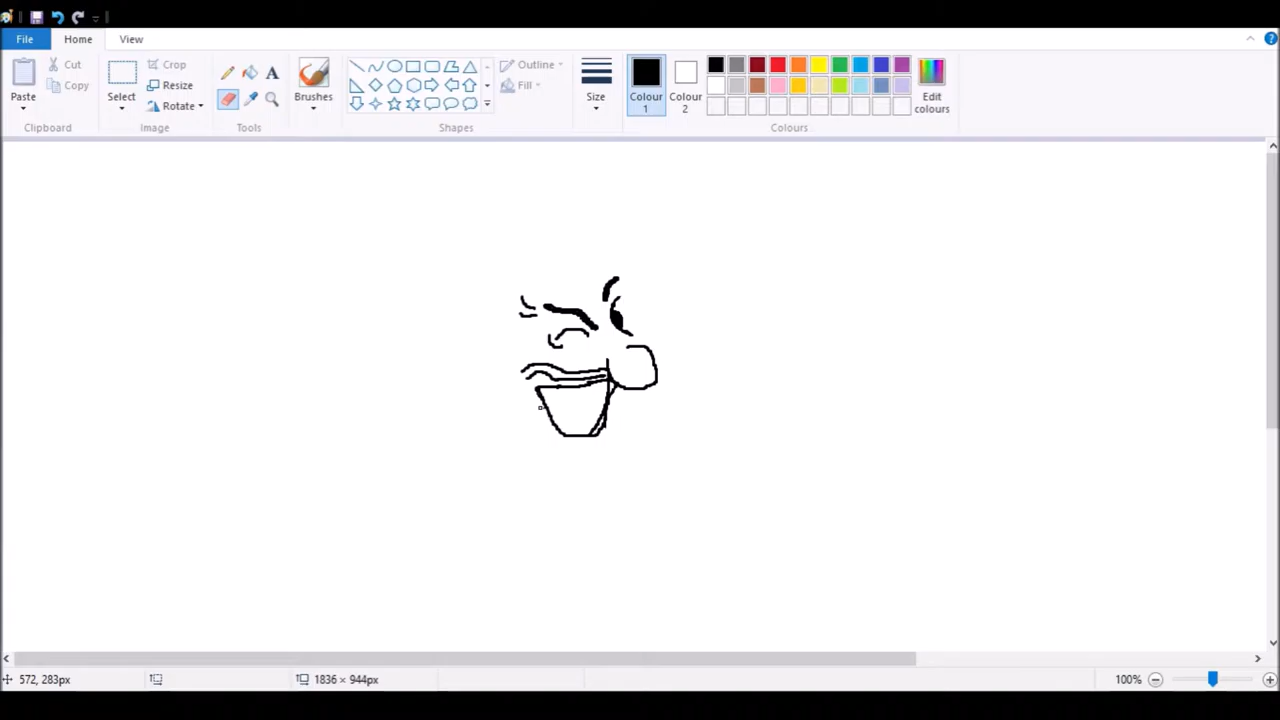 File Home View
Cut
Copy
Paste
Clipboard
Select
Crop
Resize
Rotate
Image
A
Tools
Brushes
Outline
Fill
Shapes
Size
Colour
1
Colour
2
Edit
colours
Colours
572, 283px
1836 × 944px
100%